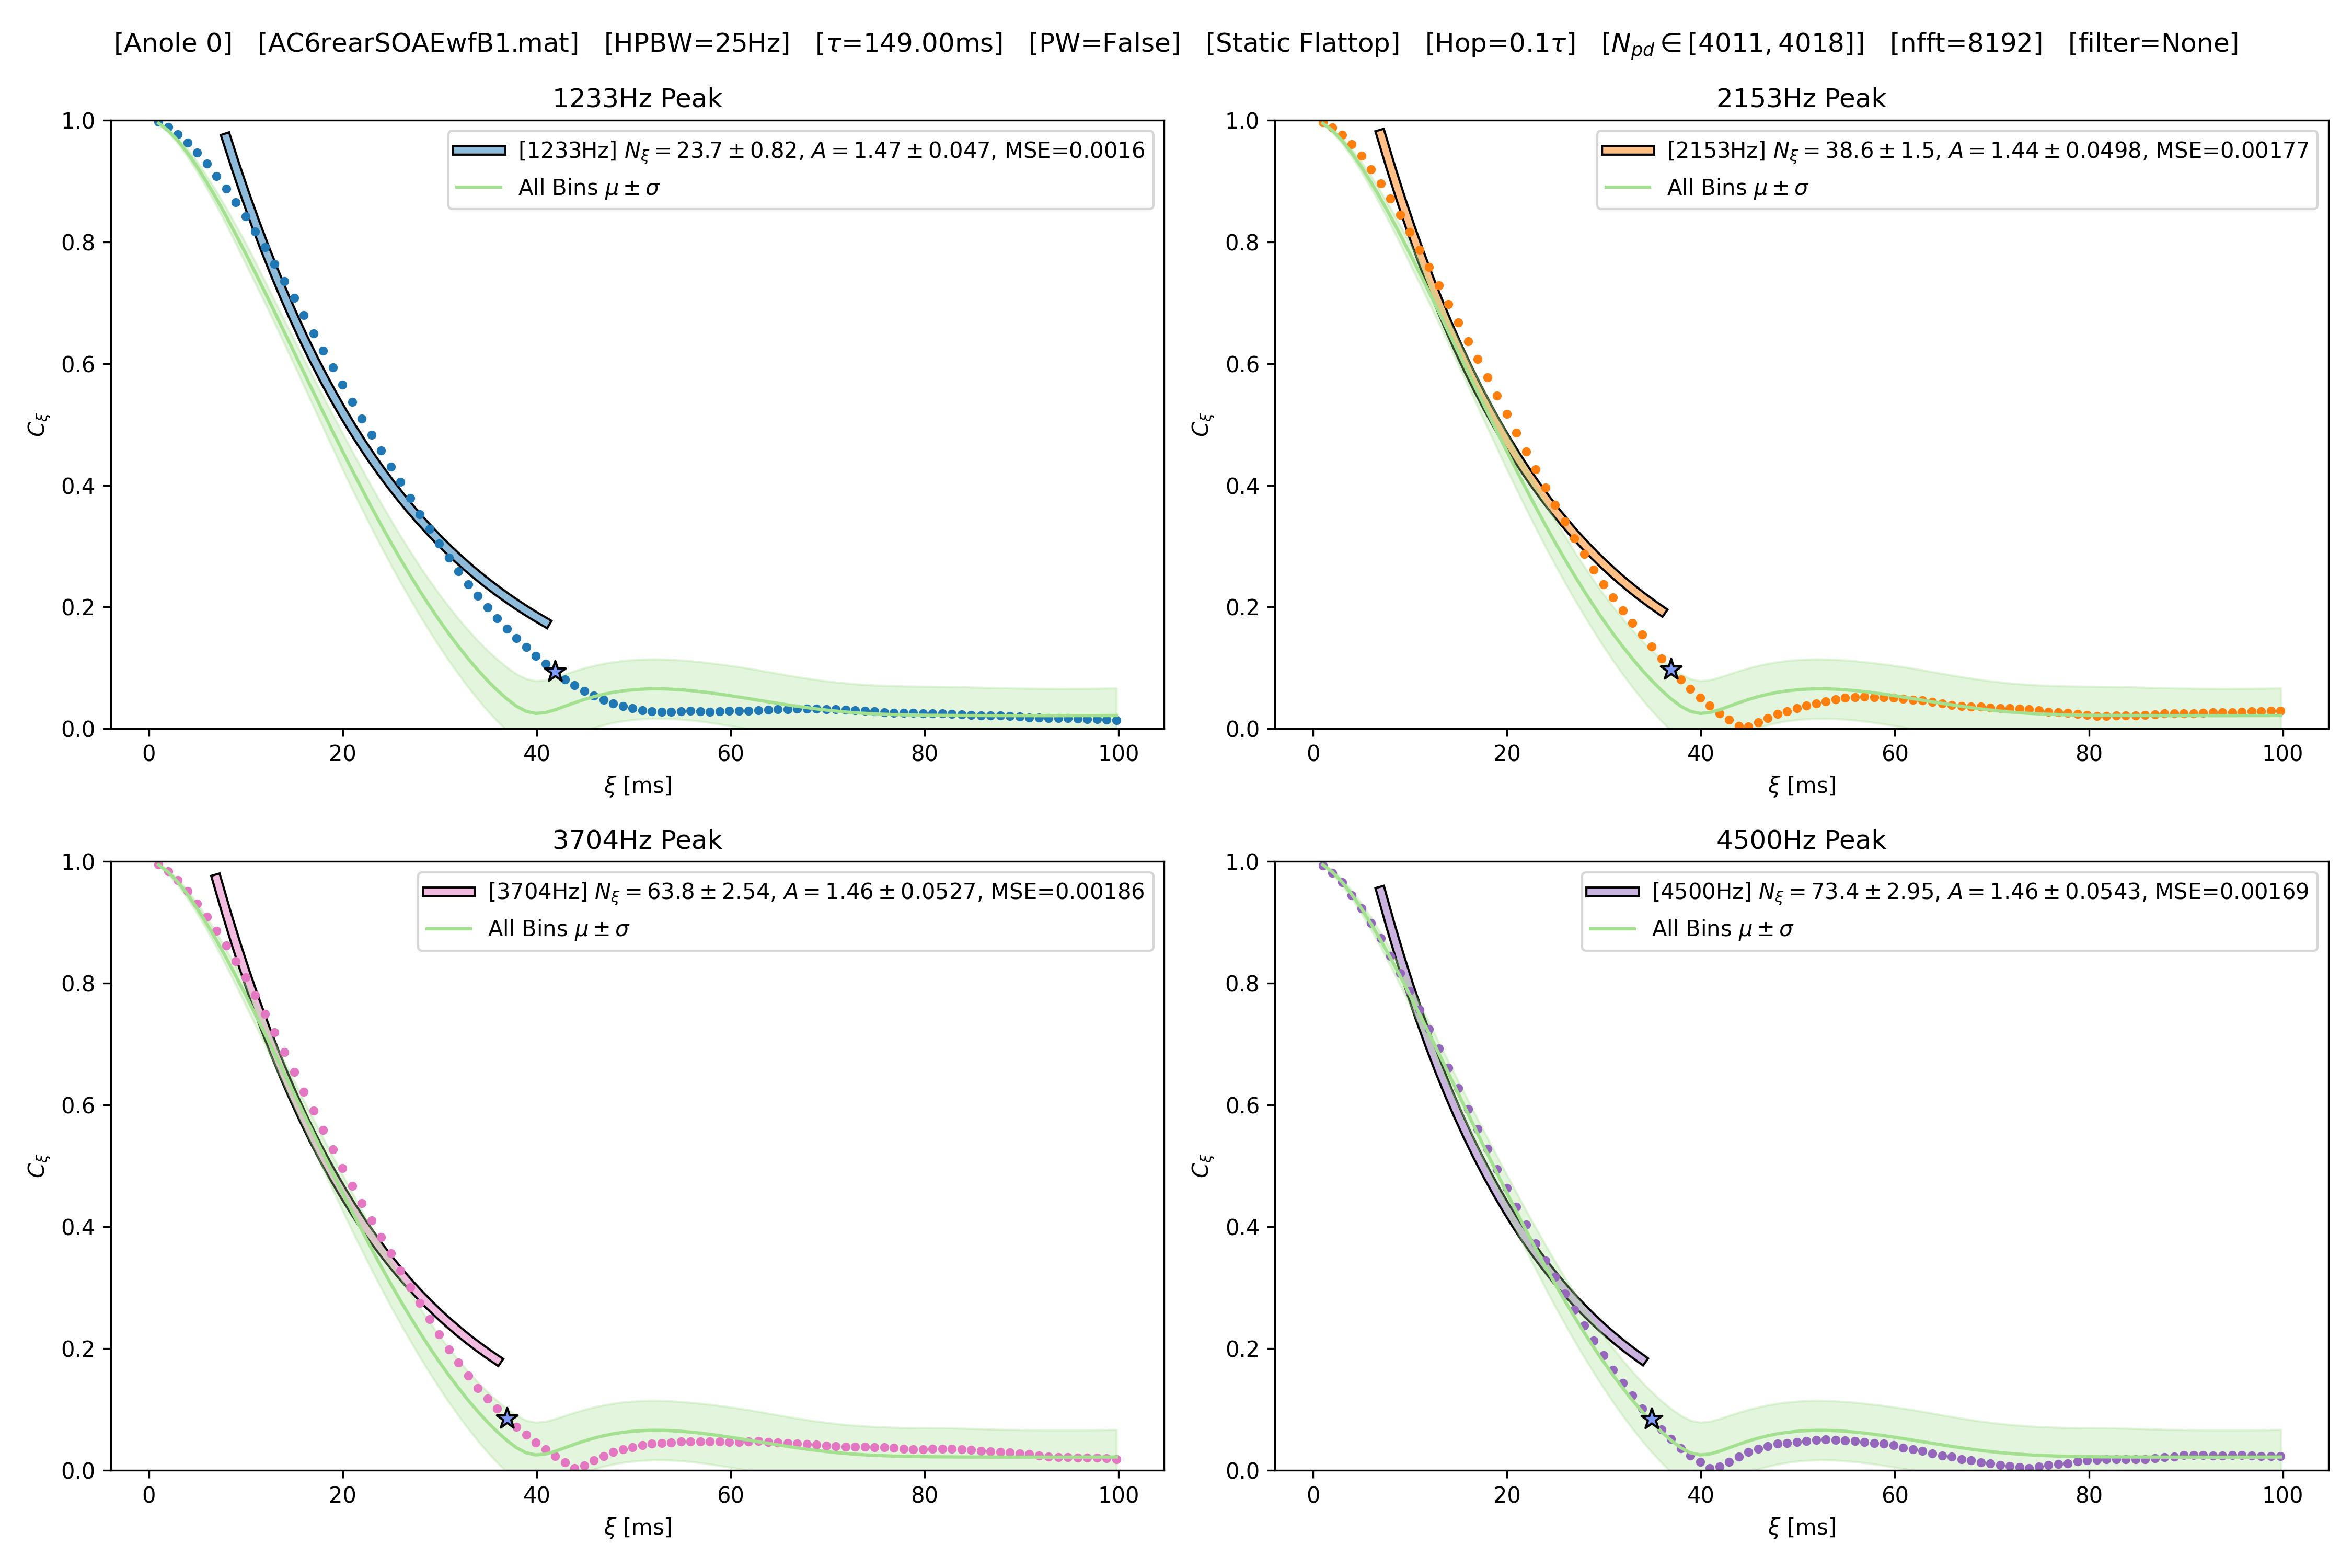 [Anole 0] [AC6rearSOAEwfB1.mat] [HPBW=25Hz] [τ=149.00ms] [PW=False] [Static Flattop] [Hop=0.1τ] [N_pd ∈ [4011, 4018]] [nfft=8192] [filter=None]
1233Hz Peak
[1233Hz] N_ξ = 23.7 ± 0.82, A = 1.47 ± 0.047, MSE=0.0016
All Bins μ ± σ
1.0
0.8
0.6
0.4
0.2
0.0
C_ξ
0 20 40 60 80 100
ξ [ms]
2153Hz Peak
[2153Hz] N_ξ = 38.6 ± 1.5, A = 1.44 ± 0.0498, MSE=0.00177
All Bins μ ± σ
1.0
0.8
0.6
0.4
0.2
0.0
C_ξ
0 20 40 60 80 100
ξ [ms]
3704Hz Peak
[3704Hz] N_ξ = 63.8 ± 2.54, A = 1.46 ± 0.0527, MSE=0.00186
All Bins μ ± σ
1.0
0.8
0.6
0.4
0.2
0.0
C_ξ
0 20 40 60 80 100
ξ [ms]
4500Hz Peak
[4500Hz] N_ξ = 73.4 ± 2.95, A = 1.46 ± 0.0543, MSE=0.00169
All Bins μ ± σ
1.0
0.8
0.6
0.4
0.2
0.0
C_ξ
0 20 40 60 80 100
ξ [ms]